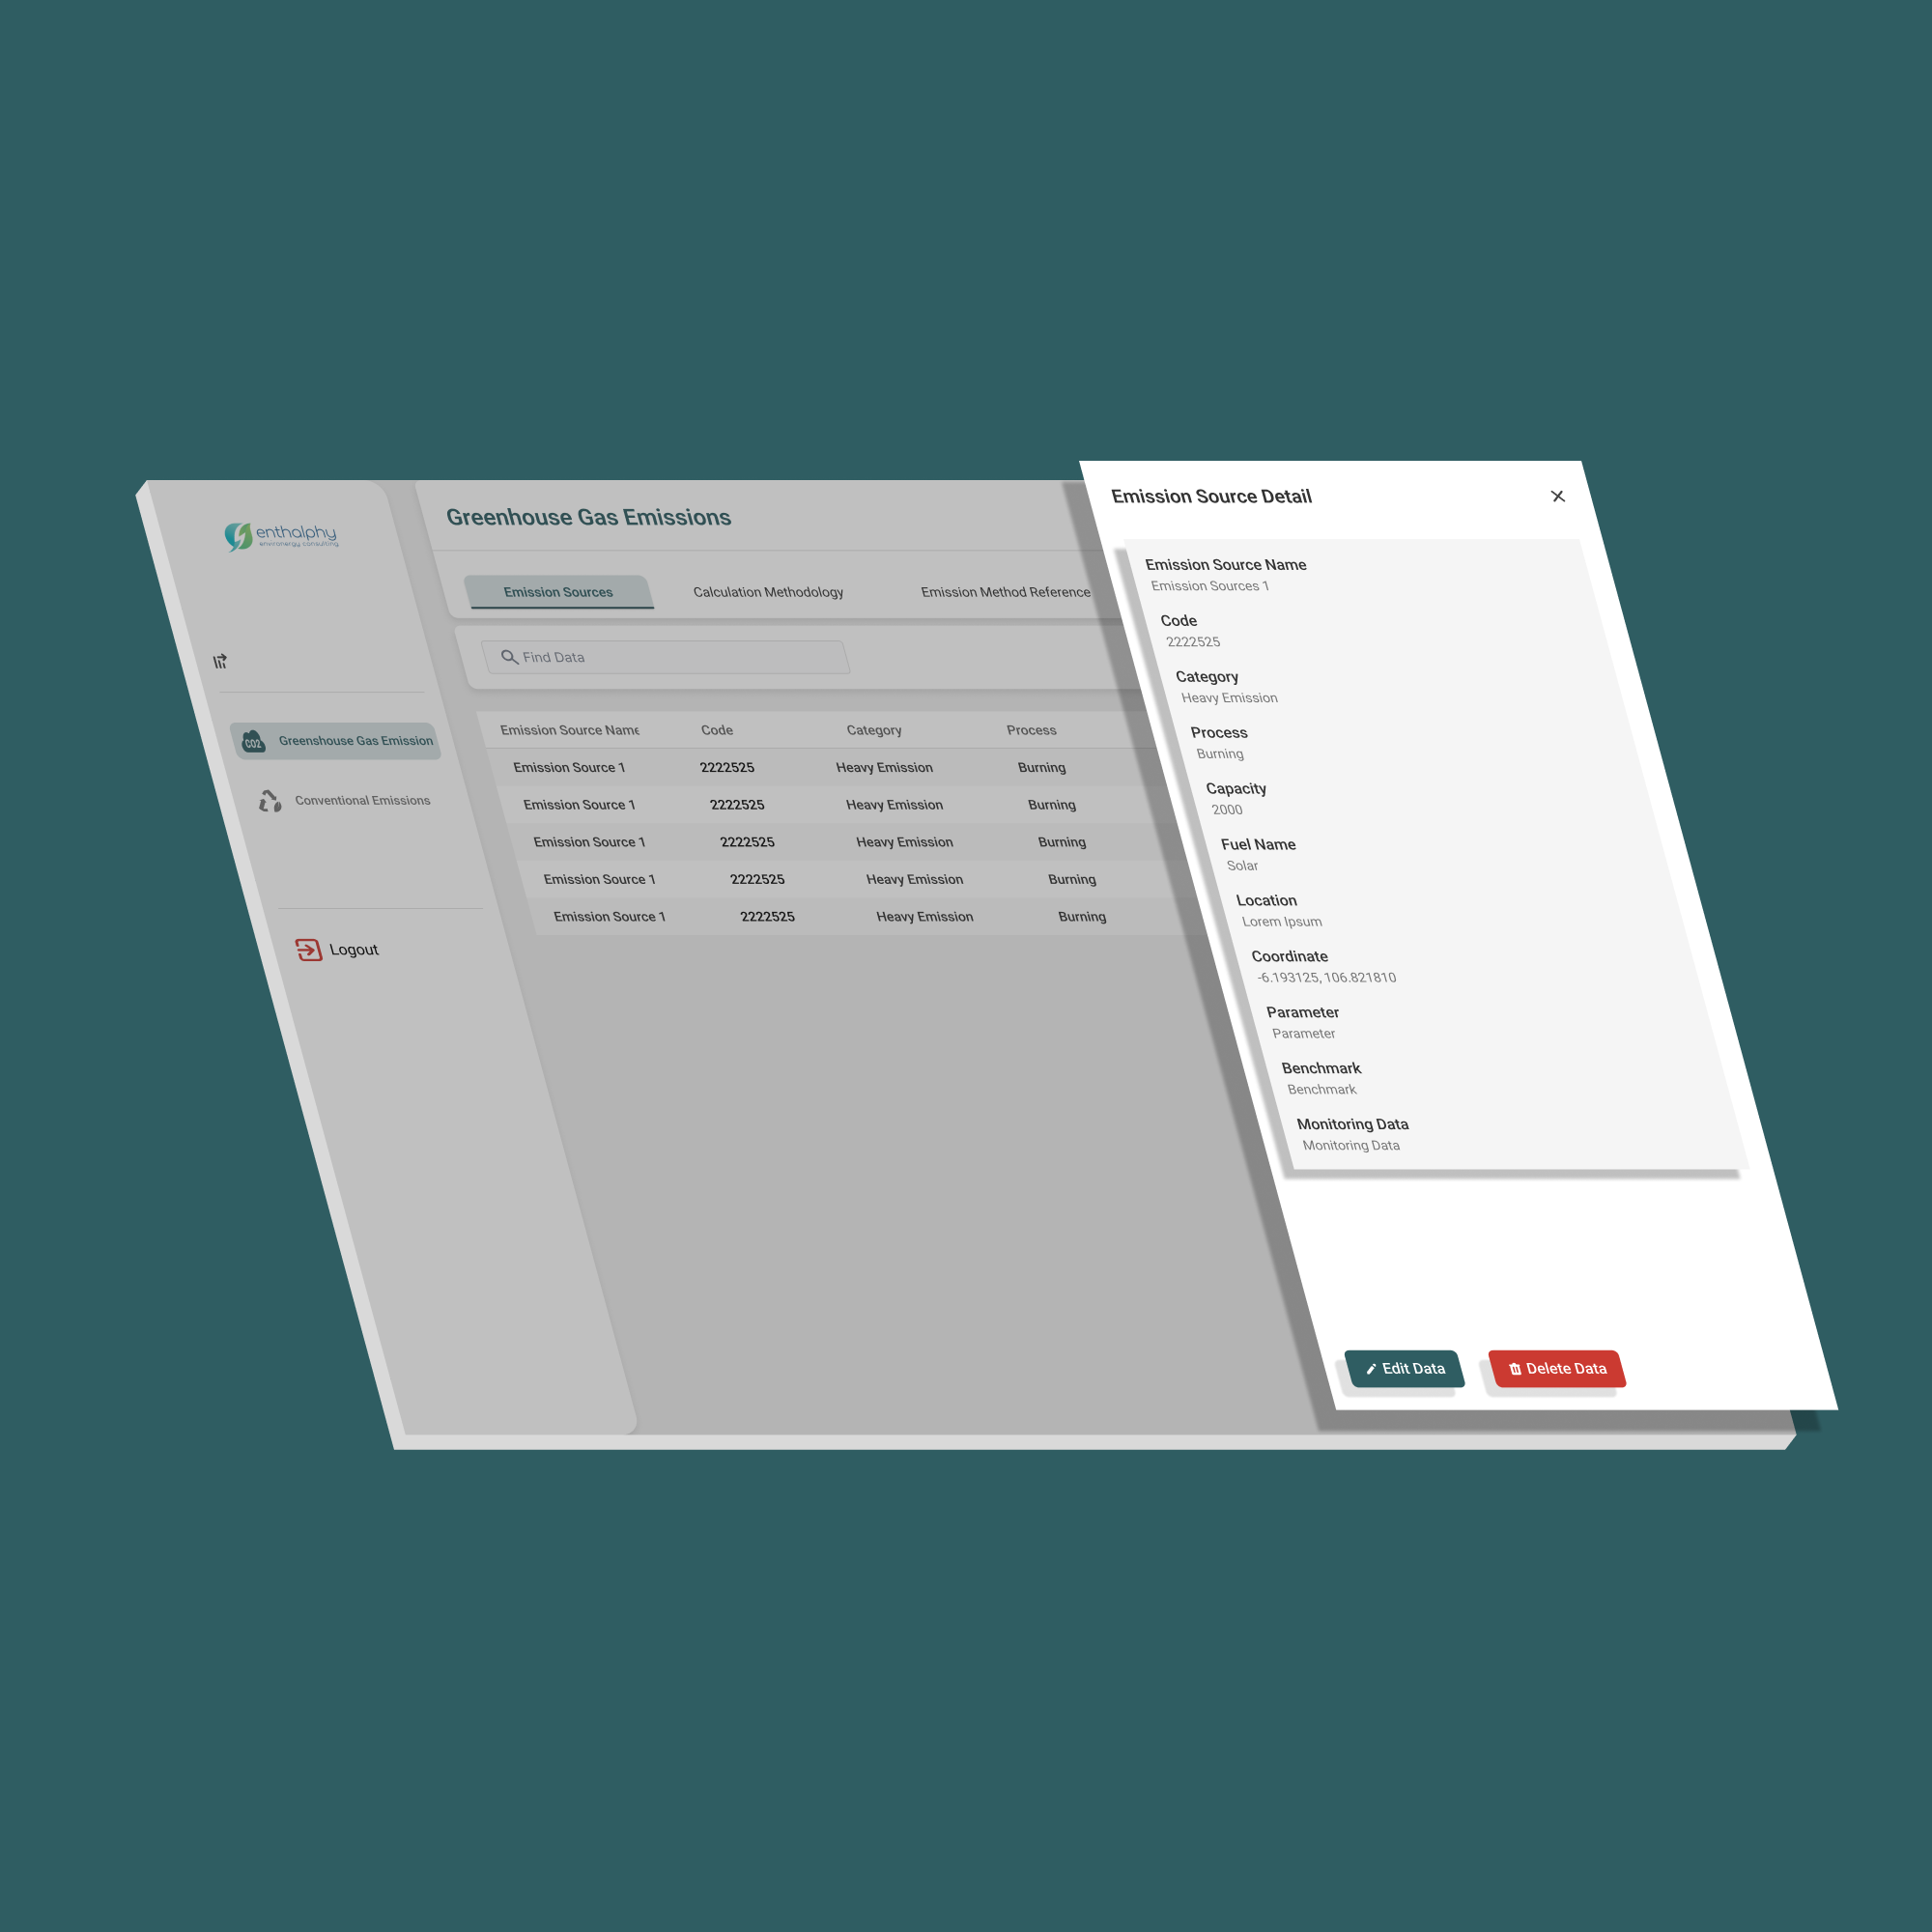 enthalphy
environergy consulting
CO2
Greenshouse Gas Emission
Conventional Emissions
Logout
Greenhouse Gas Emissions
Emission Sources Calculation Methodology Emission Method Reference
Find Data
Emission Source Name Code Category Process
Emission Source 1 2222525 Heavy Emission Burning
Emission Source 1 2222525 Heavy Emission Burning
Emission Source 1 2222525 Heavy Emission Burning
Emission Source 1 2222525 Heavy Emission Burning
Emission Source 1 2222525 Heavy Emission Burning
Emission Source Detail
Emission Source Name
Emission Sources 1
Code
2222525
Category
Heavy Emission
Process
Burning
Capacity
2000
Fuel Name
Solar
Location
Lorem Ipsum
Coordinate
-6.193125, 106.821810
Parameter
Parameter
Benchmark
Benchmark
Monitoring Data
Monitoring Data
Edit Data Delete Data